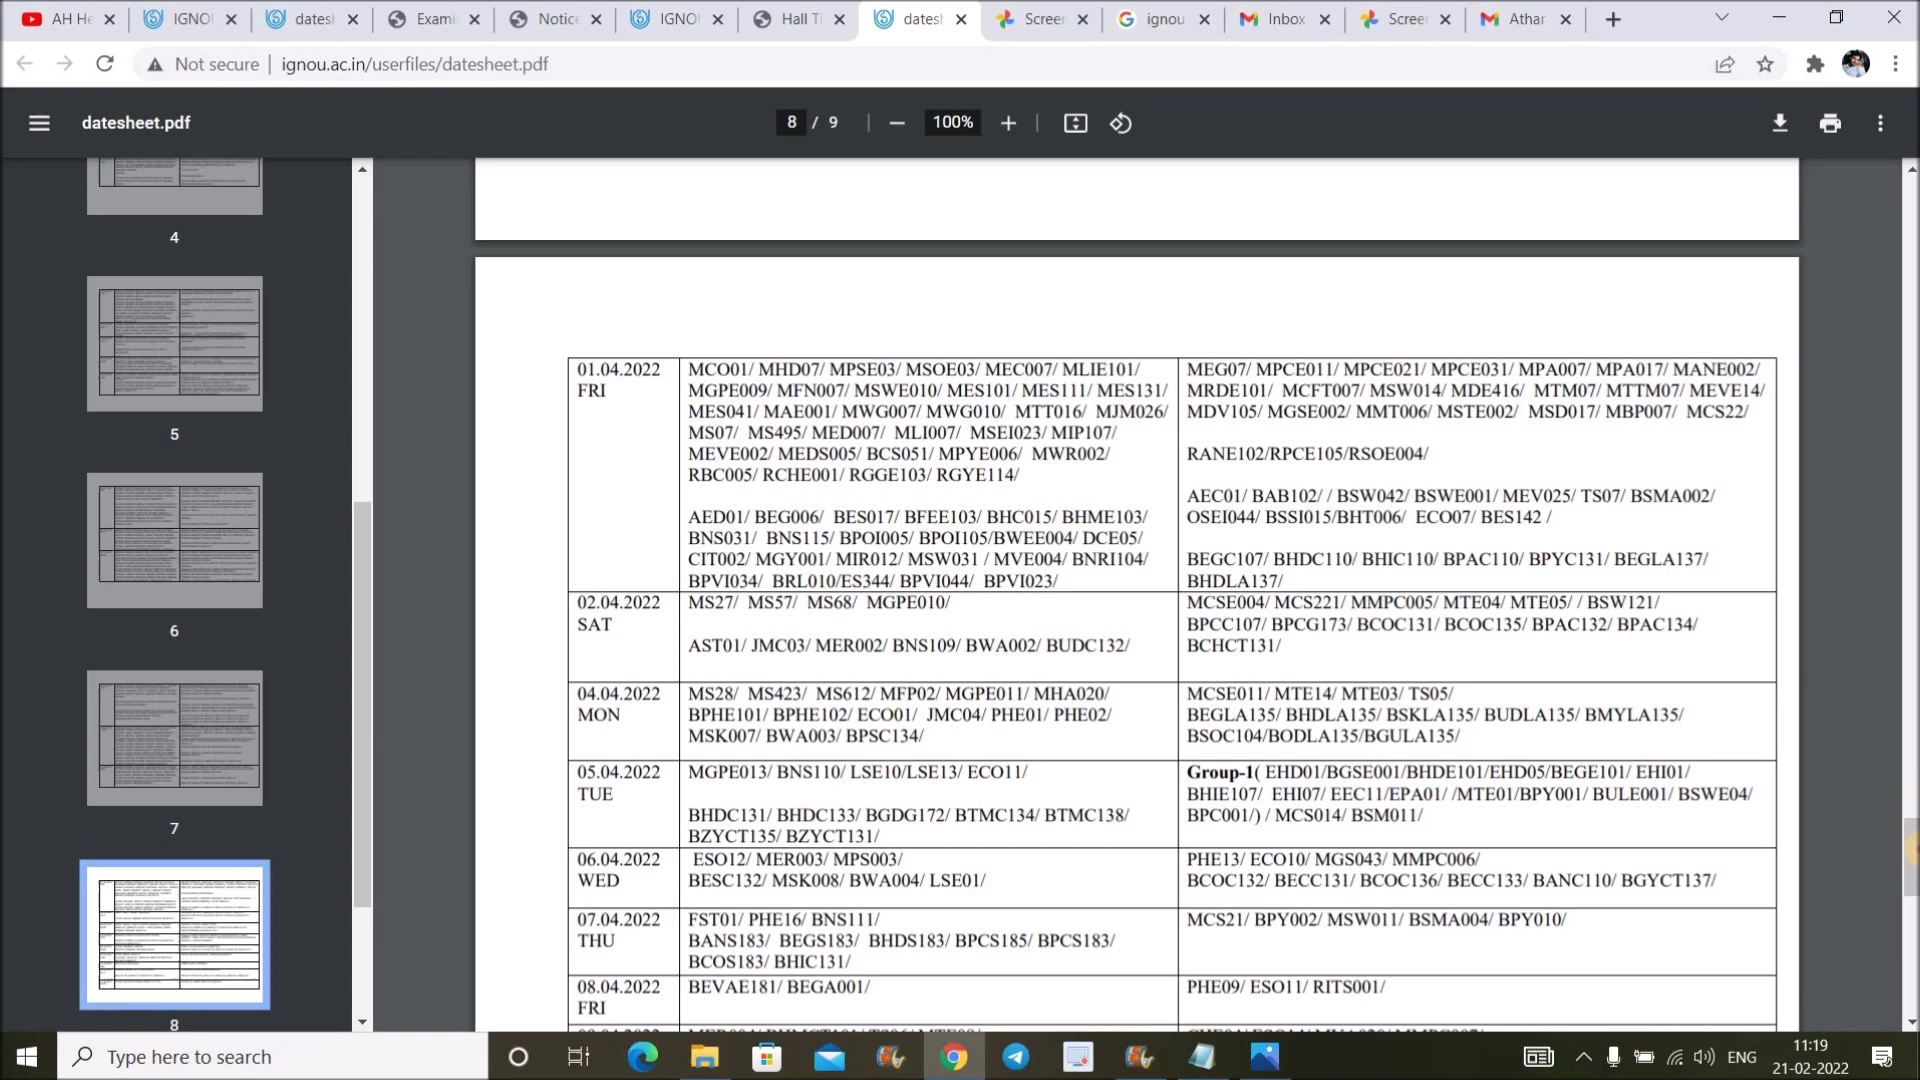 AH He
IGNOU
datesh
Examin
Notice
IGNOU
Hall Ti
datesh
Screen
ignou
Inbox
Screen
Athar
Not secure | ignou.ac.in/userfiles/datesheet.pdf
datesheet.pdf
8 / 9
100%
4
5
6
7
8
01.04.2022
FRI
MCO01/ MHD07/ MPSE03/ MSOE03/ MEC007/ MLIE101/
MGPE009/ MFN007/ MSWE010/ MES101/ MES111/ MES131/
MES041/ MAE001/ MWG007/ MWG010/ MTT016/ MJM026/
MS07/ MS495/ MED007/ MLI007/ MSEI023/ MIP107/
MEVE002/ MEDS005/ BCS051/ MPYE006/ MWR002/
RBC005/ RCHE001/ RGGE103/ RGYE114/
AED01/ BEG006/ BES017/ BFEE103/ BHC015/ BHME103/
BNS031/ BNS115/ BPOI005/ BPOI105/BWEE004/ DCE05/
CIT002/ MGY001/ MIR012/ MSW031 / MVE004/ BNRI104/
BPVI034/ BRL010/ES344/ BPVI044/ BPVI023/
MEG07/ MPCE011/ MPCE021/ MPCE031/ MPA007/ MPA017/ MANE002/
MRDE101/ MCFT007/ MSW014/ MDE416/ MTM07/ MTTM07/ MEVE14/
MDV105/ MGSE002/ MMT006/ MSTE002/ MSD017/ MBP007/ MCS22/
RANE102/RPCE105/RSOE004/
AEC01/ BAB102/ / BSW042/ BSWE001/ MEV025/ TS07/ BSMA002/
OSEI044/ BSSI015/BHT006/ ECO07/ BES142 /
BEGC107/ BHDC110/ BHIC110/ BPAC110/ BPYC131/ BEGLA137/
BHDLA137/
02.04.2022
SAT
MS27/ MS57/ MS68/ MGPE010/
AST01/ JMC03/ MER002/ BNS109/ BWA002/ BUDC132/
MCSE004/ MCS221/ MMPC005/ MTE04/ MTE05/ / BSW121/
BPCC107/ BPCG173/ BCOC131/ BCOC135/ BPAC132/ BPAC134/
BCHCT131/
04.04.2022
MON
MS28/ MS423/ MS612/ MFP02/ MGPE011/ MHA020/
BPHE101/ BPHE102/ ECO01/ JMC04/ PHE01/ PHE02/
MSK007/ BWA003/ BPSC134/
MCSE011/ MTE14/ MTE03/ TS05/
BEGLA135/ BHDLA135/ BSKLA135/ BUDLA135/ BMYLA135/
BSOC104/BODLA135/BGULA135/
05.04.2022
TUE
MGPE013/ BNS110/ LSE10/LSE13/ ECO11/
BHDC131/ BHDC133/ BGDG172/ BTMC134/ BTMC138/
BZYCT135/ BZYCT131/
Group-1( EHD01/BGSE001/BHDE101/EHD05/BEGE101/ EHI01/
BHIE107/ EHI07/ EEC11/EPA01/ /MTE01/BPY001/ BULE001/ BSWE04/
BPC001/) / MCS014/ BSM011/
06.04.2022
WED
ESO12/ MER003/ MPS003/
BESC132/ MSK008/ BWA004/ LSE01/
PHE13/ ECO10/ MGS043/ MMPC006/
BCOC132/ BECC131/ BCOC136/ BECC133/ BANC110/ BGYCT137/
07.04.2022
THU
FST01/ PHE16/ BNS111/
BANS183/ BEGS183/ BHDS183/ BPCS185/ BPCS183/
BCOS183/ BHIC131/
MCS21/ BPY002/ MSW011/ BSMA004/ BPY010/
08.04.2022
FRI
BEVAE181/ BEGA001/
PHE09/ ESO11/ RITS001/
Type here to search
ENG
11:19
21-02-2022